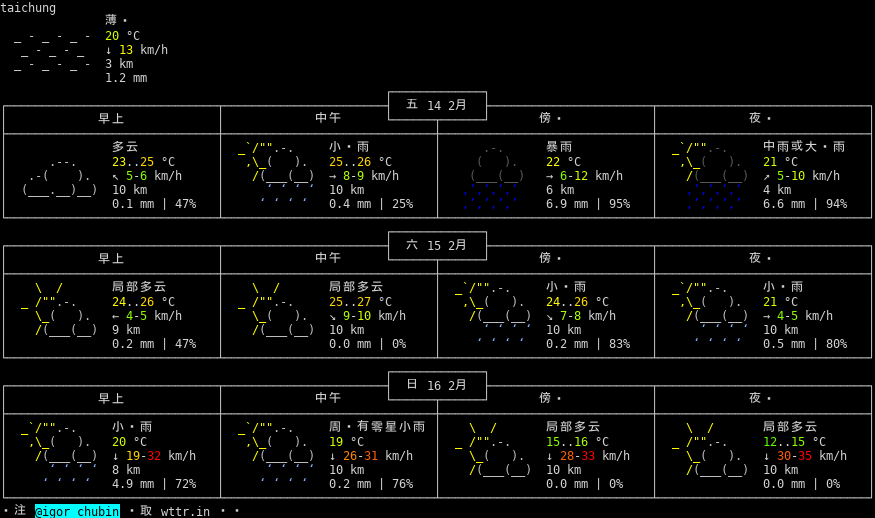 taichung
薄・
20 °C
↓ 13 km/h
3 km
1.2 mm
五 14 2月
早上 中午 傍・ 夜・
多云 小・雨 暴雨 中雨或大・雨
23..25 °C 25..26 °C 22 °C 21 °C
↖ 5-6 km/h → 8-9 km/h → 6-12 km/h ↗ 5-10 km/h
10 km 10 km 6 km 4 km
0.1 mm | 47% 0.4 mm | 25% 6.9 mm | 95% 6.6 mm | 94%
六 15 2月
早上 中午 傍・ 夜・
局部多云 局部多云 小・雨 小・雨
24..26 °C 25..27 °C 24..26 °C 21 °C
← 4-5 km/h ↘ 9-10 km/h ↘ 7-8 km/h → 4-5 km/h
9 km 10 km 10 km 10 km
0.2 mm | 47% 0.0 mm | 0% 0.2 mm | 83% 0.5 mm | 80%
日 16 2月
早上 中午 傍・ 夜・
小・雨 周・有零星小雨 局部多云 局部多云
20 °C 19 °C 15..16 °C 12..15 °C
↓ 19-32 km/h ↓ 26-31 km/h ↓ 28-33 km/h ↓ 30-35 km/h
8 km 10 km 10 km 10 km
4.9 mm | 72% 0.2 mm | 76% 0.0 mm | 0% 0.0 mm | 0%
・注 @igor_chubin ・取 wttr.in ・・